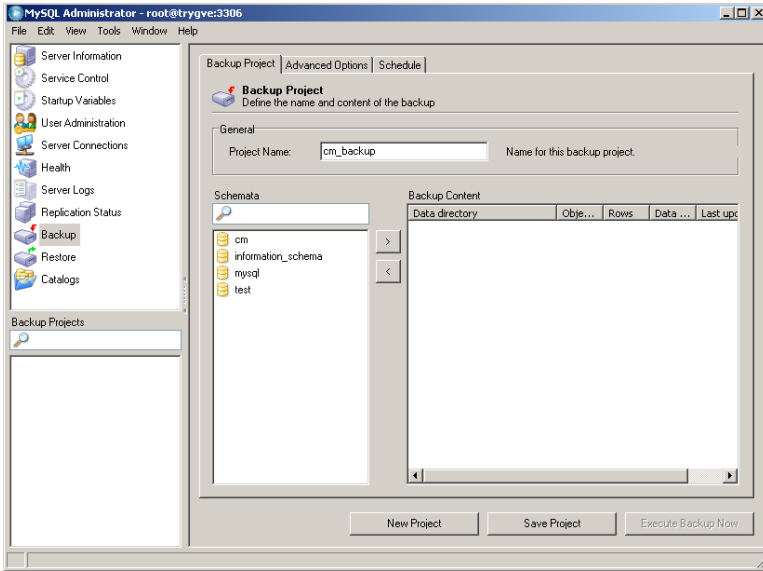 MySQL Administrator - root@trygve:3306
File Edit View Tools Window Help
Server Information
Service Control
Startup Variables
User Administration
Server Connections
Health
Server Logs
Replication Status
Backup
Restore
Catalogs
Backup Projects
Backup Project Advanced Options Schedule
Backup Project
Define the name and content of the backup
General
Project Name: cm_backup Name for this backup project.
Schemata
cm
information_schema
mysql
test
>
<
Backup Content
Data directory Obje... Rows Data ... Last upd
New Project Save Project Execute Backup Now